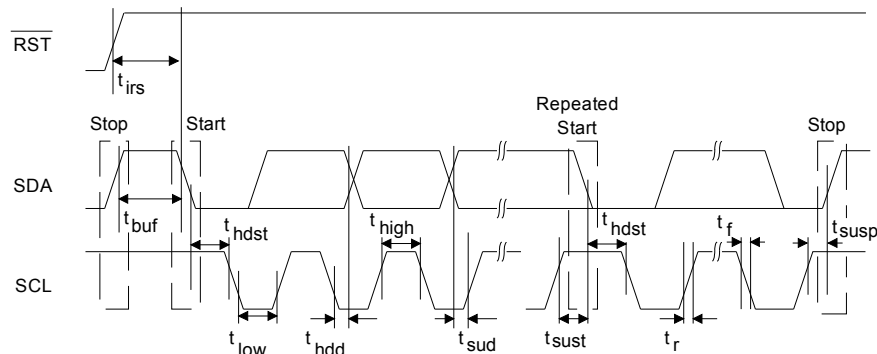 RST
t irs
Repeated
Stop Start Start Stop
SDA
t buf t hdst t high t hdst t f t susp
SCL
t low t hdd t sud t sust t r